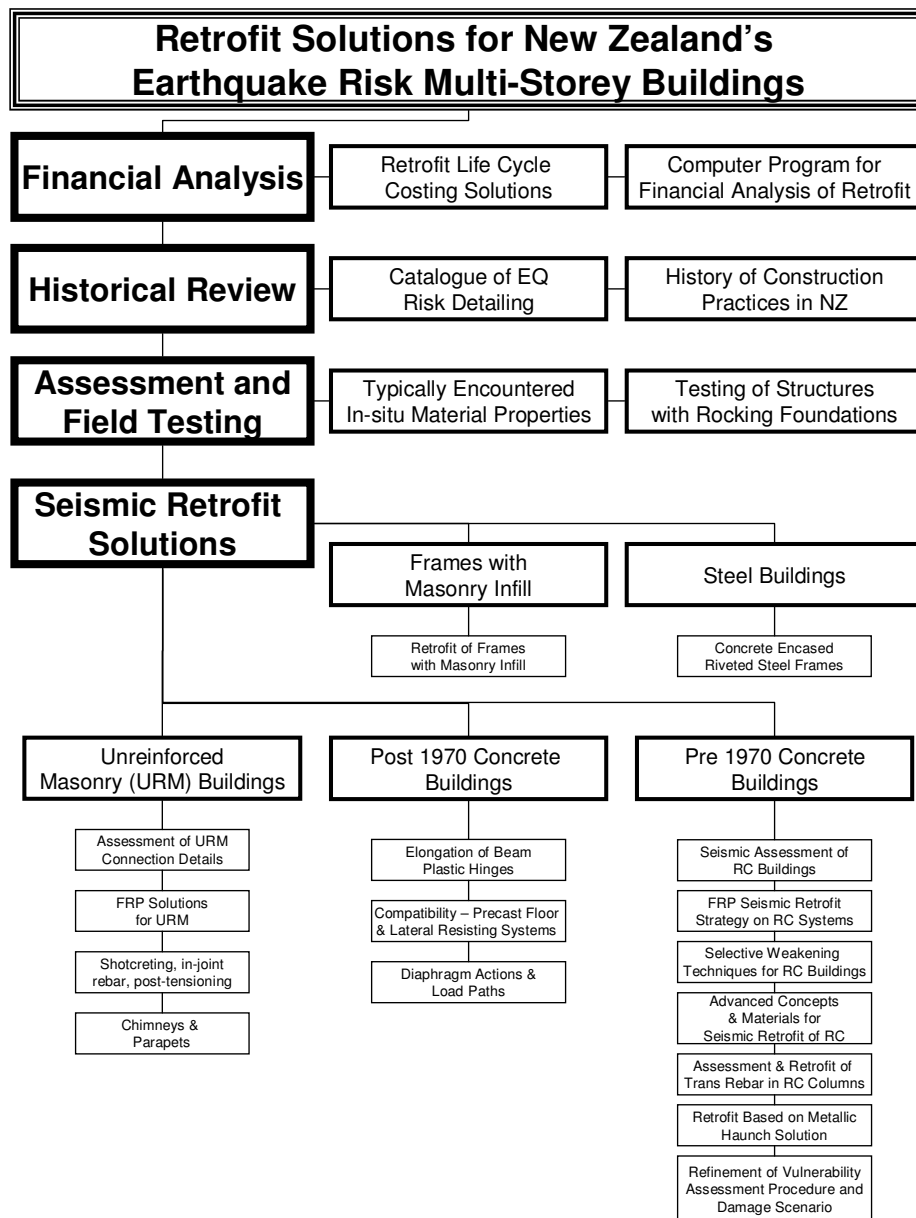 Retrofit Solutions for New Zealand’s
Earthquake Risk Multi-Storey Buildings
Financial Analysis
Retrofit Life Cycle
Costing Solutions
Computer Program for
Financial Analysis of Retrofit
Historical Review
Catalogue of EQ
Risk Detailing
History of Construction
Practices in NZ
Assessment and
Field Testing
Typically Encountered
In-situ Material Properties
Testing of Structures
with Rocking Foundations
Seismic Retrofit
Solutions
Frames with
Masonry Infill
Steel Buildings
Retrofit of Frames
with Masonry Infill
Concrete Encased
Riveted Steel Frames
Unreinforced
Masonry (URM) Buildings
Assessment of URM
Connection Details
FRP Solutions
for URM
Shotcreting, in-joint
rebar, post-tensioning
Chimneys &
Parapets
Post 1970 Concrete
Buildings
Elongation of Beam
Plastic Hinges
Compatibility – Precast Floor
& Lateral Resisting Systems
Diaphragm Actions &
Load Paths
Pre 1970 Concrete
Buildings
Seismic Assessment of
RC Buildings
FRP Seismic Retrofit
Strategy on RC Systems
Selective Weakening
Techniques for RC Buildings
Advanced Concepts
& Materials for
Seismic Retrofit of RC
Assessment & Retrofit of
Trans Rebar in RC Columns
Retrofit Based on Metallic
Haunch Solution
Refinement of Vulnerability
Assessment Procedure and
Damage Scenario